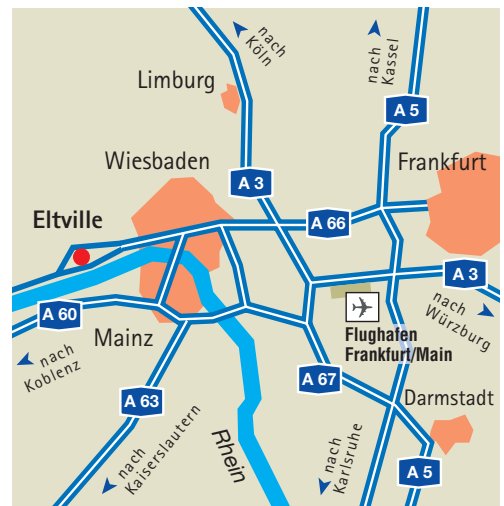 nach
Köln
nach
Kassel
Limburg
A 5
Wiesbaden
Frankfurt
A 3
Eltville
A 66
A 3
nach
Würzburg
A 60
Mainz
Flughafen
Frankfurt/Main
nach
Koblenz
A 67
A 63
Darmstadt
Rhein
nach
Kaiserslautern
nach
Karlsruhe
A 5